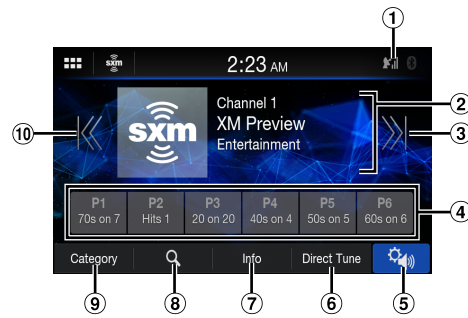 1
sxm
2:23 AM
2
Channel 1
sxm
XM Preview
Entertainment
10
3
P1
70s on 7
P2
Hits 1
P3
20 on 20
P4
40s on 4
P5
50s on 5
P6
60s on 6
4
Category
Info
Direct Tune
9
8
7
6
5